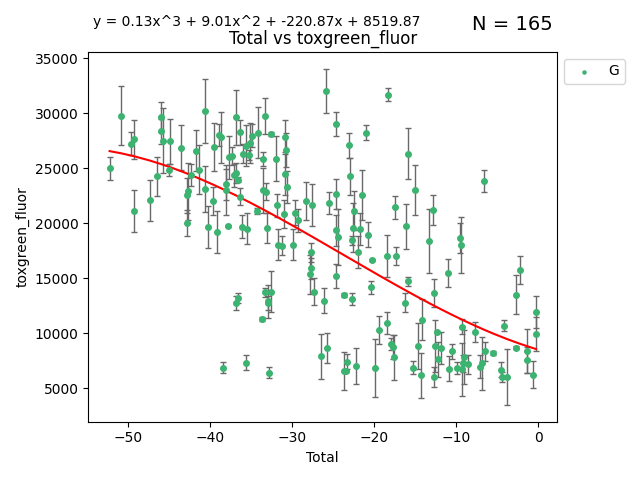 y = 0.13x^3 + 9.01x^2 + -220.87x + 8519.87
N = 165
Total vs toxgreen_fluor
G
35000
30000
25000
20000
15000
10000
5000
toxgreen_fluor
−50 −40 −30 −20 −10 0
Total